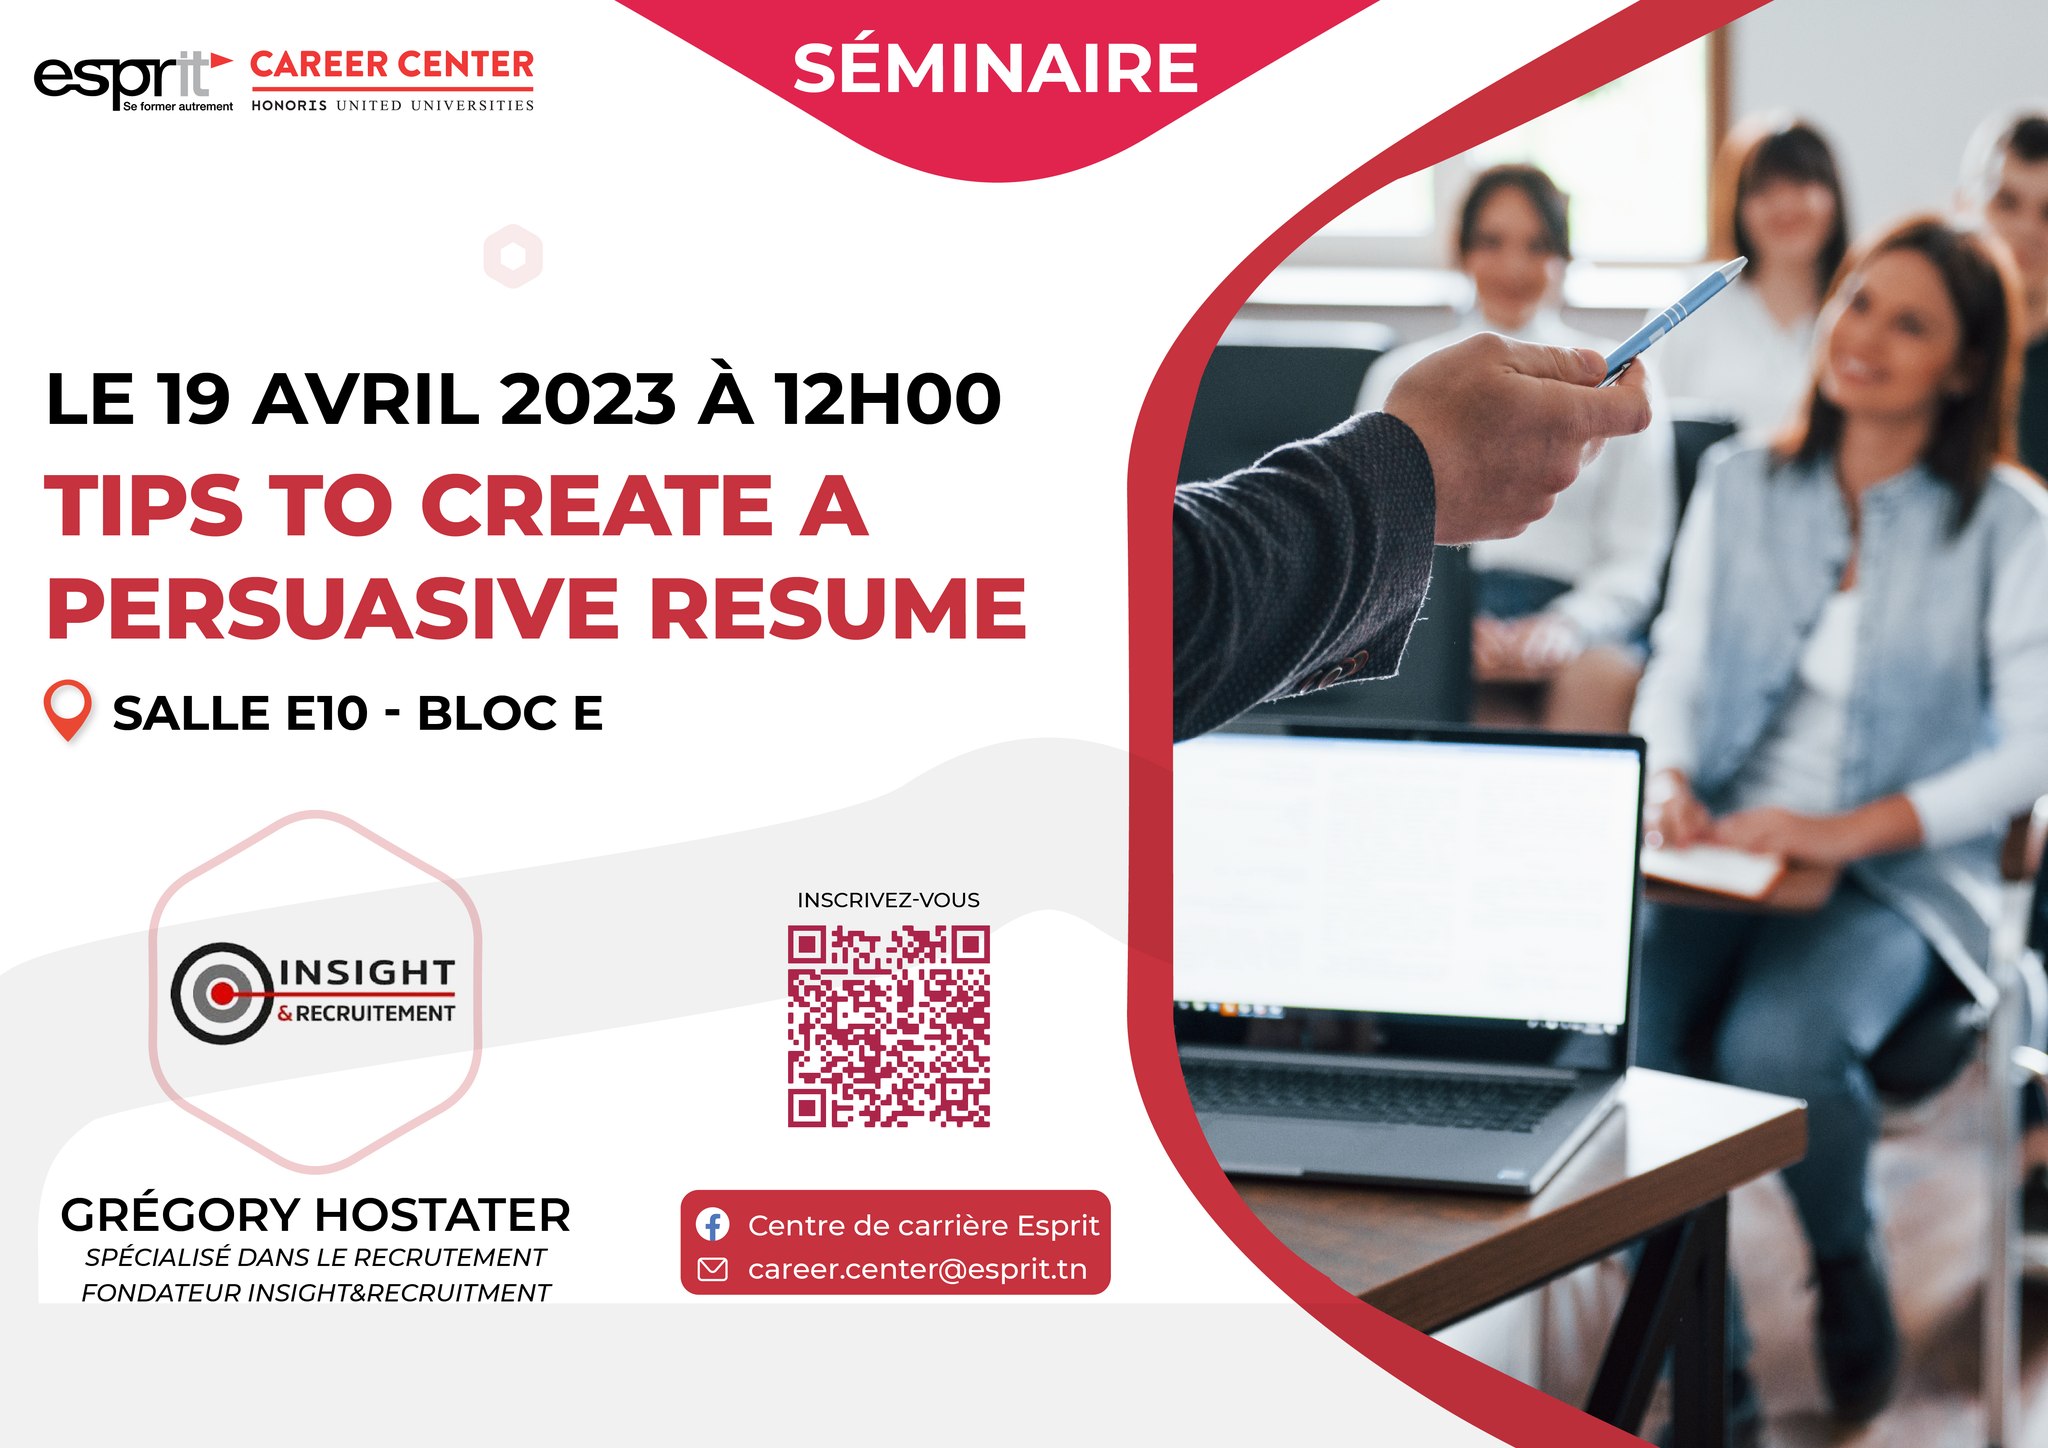 esprit
Se former autrement
CAREER CENTER
HONORIS UNITED UNIVERSITIES
SÉMINAIRE
LE 19 AVRIL 2023 À 12H00
TIPS TO CREATE A
PERSUASIVE RESUME
SALLE E10 - BLOC E
INSIGHT
&RECRUITEMENT
GRÉGORY HOSTATER
SPÉCIALISÉ DANS LE RECRUTEMENT
FONDATEUR INSIGHT&RECRUITMENT
INSCRIVEZ-VOUS
Centre de carrière Esprit
career.center@esprit.tn